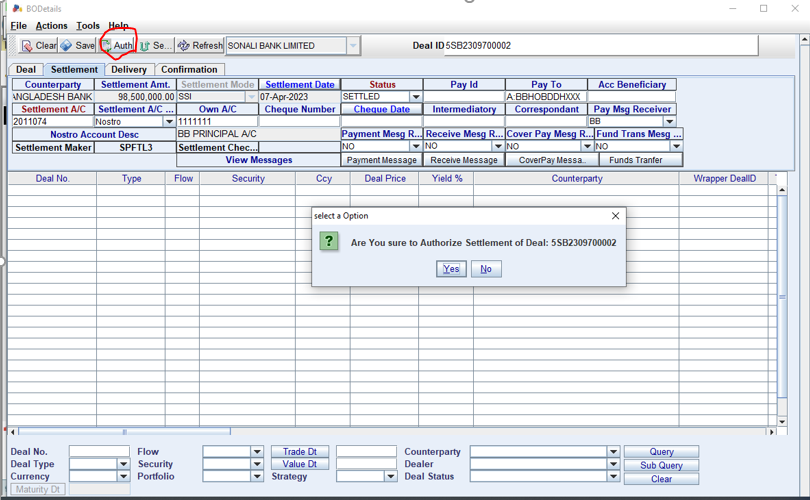 BODetails
File Actions Tools Help
Clear Save Auth Se... Refresh SONALI BANK LIMITED Deal ID 5SB2309700002
Deal Settlement Delivery Confirmation
Counterparty Settlement Amt. Settlement Mode Settlement Date Status Pay Id Pay To Acc Beneficiary
ANGLADESH BANK 98,500,000.00 SSI 07-Apr-2023 SETTLED A:BBHOBDDHXXX
Settlement A/C Settlement A/C ... Own A/C Cheque Number Cheque Date Intermediatory Correspondant Pay Msg Receiver
2011074 Nostro 1111111 BB
Nostro Account Desc BB PRINCIPAL A/C Payment Mesg R... Receive Mesg R... Cover Pay Mesg R... Fund Trans Mesg ...
Settlement Maker SPFTL3 Settlement Chec... NO NO NO NO
View Messages Payment Message Receive Message CoverPay Messa.. Funds Tranfer
Deal No. Type Flow Security Ccy Deal Price Yield % Counterparty Wrapper DealID
select a Option
? Are You sure to Authorize Settlement of Deal: 5SB2309700002
Yes No
Deal No. Flow Trade Dt Counterparty Query
Deal Type Security Value Dt Dealer Sub Query
Currency Portfolio Strategy Deal Status Clear
Maturity Dt